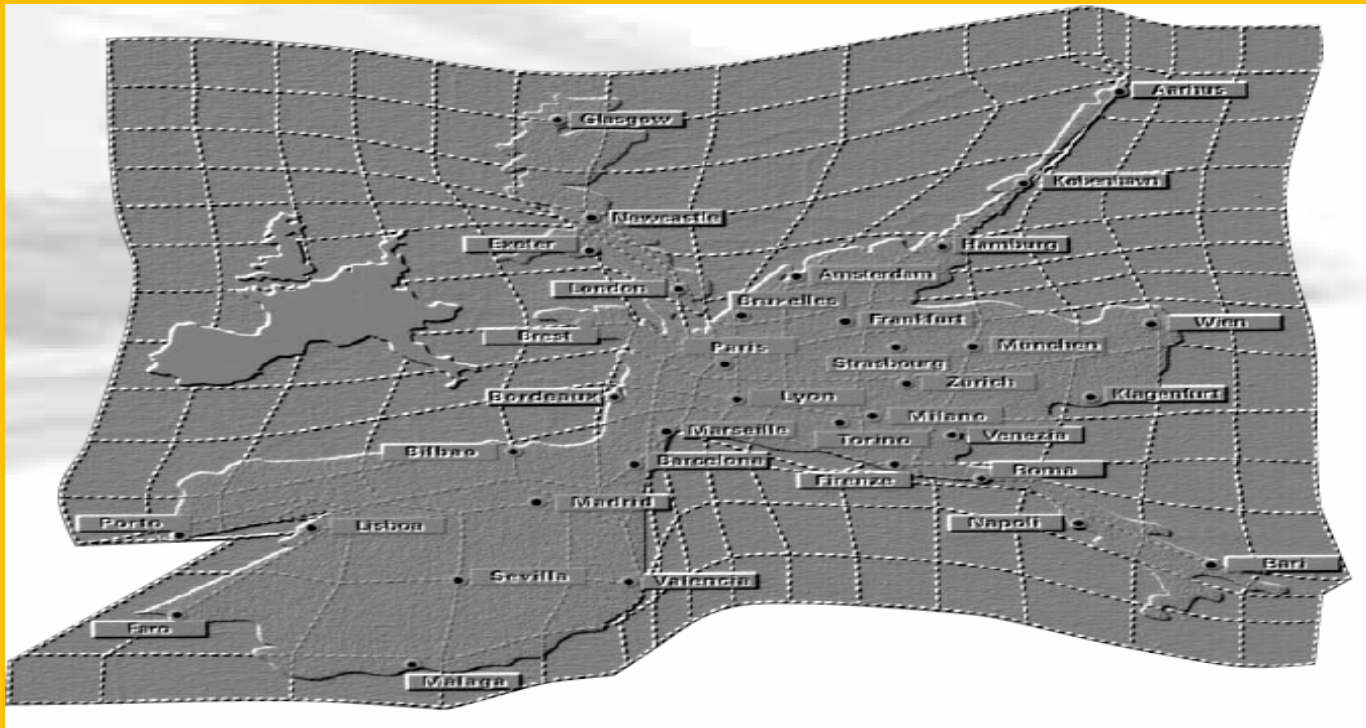 Aarhus
Glasgow
København
Newcastle
Exeter
Hamburg
Amsterdam
London
Bruxelles
Frankfurt
Wien
Brest
Paris
München
Strasbourg
Zürich
Bordeaux
Lyon
Klagenfurt
Milano
Marseille
Torino
Venezia
Bilbao
Barcelona
Roma
Firenze
Madrid
Porto
Lisboa
Napoli
Bari
Sevilla
Valencia
Faro
Malaga